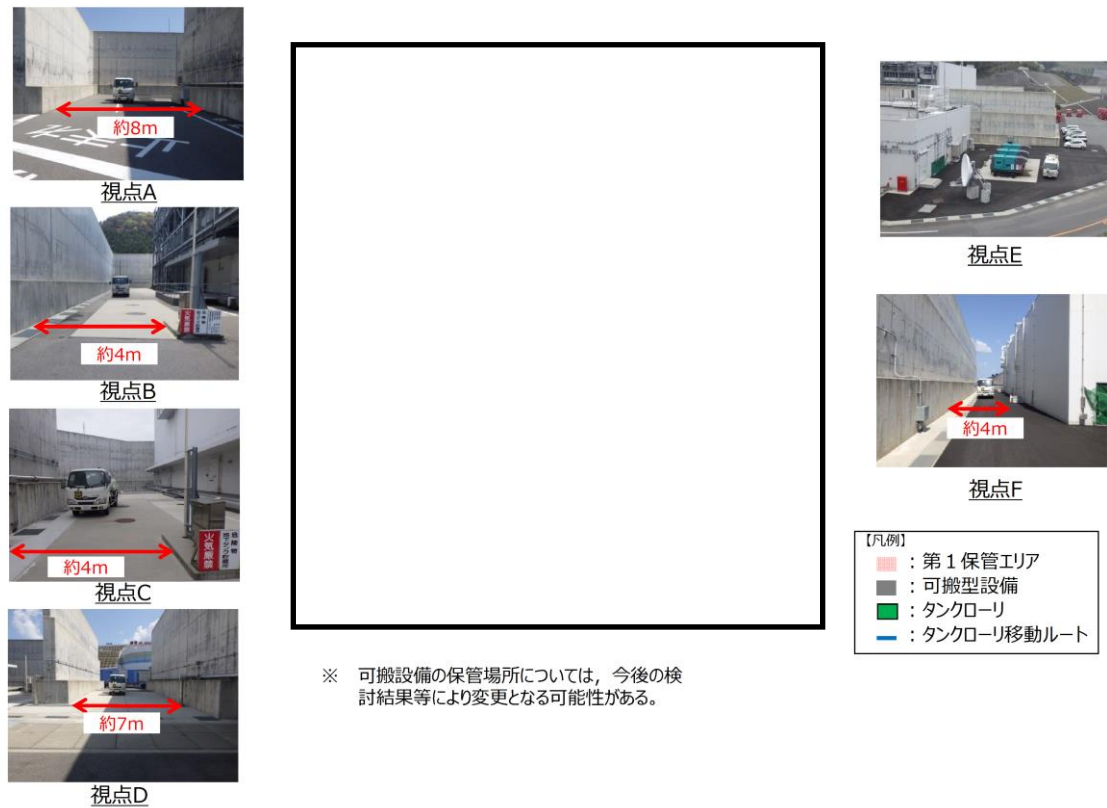 約8m
視点A
約4m
視点B
火気厳禁
約4m
視点C
約7m
視点D
視点E
約4m
視点F
【凡例】
：第１保管エリア
：可搬型設備
：タンクローリ
：タンクローリ移動ルート
※　可搬設備の保管場所については，今後の検
討結果等により変更となる可能性がある。